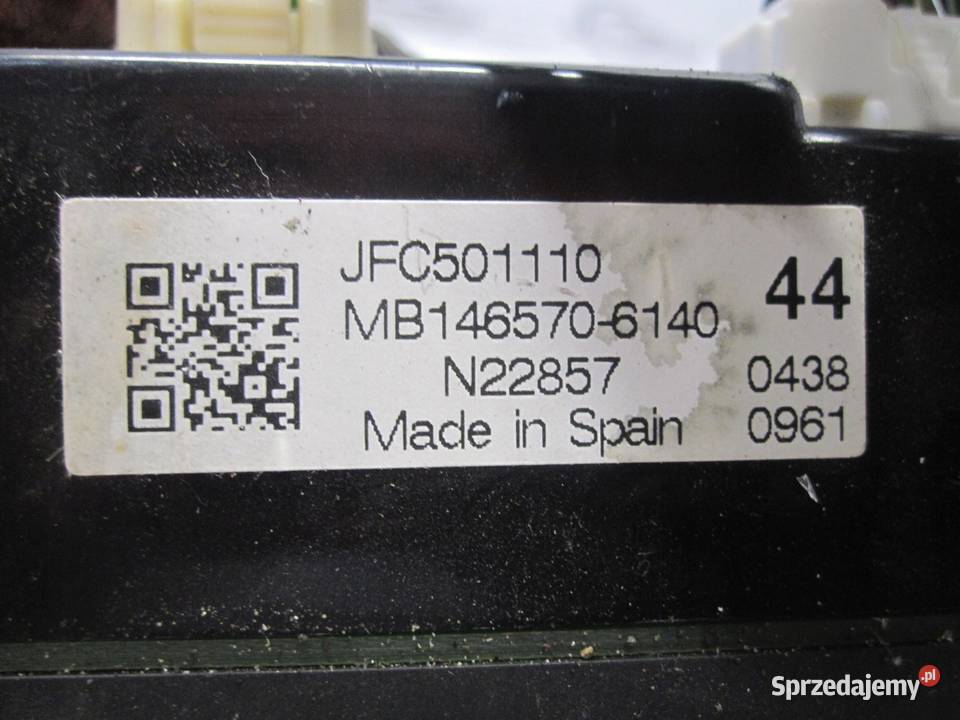 JFC501110
MB146570-6140
44
N22857
0438
Made in Spain
0961
Sprzedajemy.pl